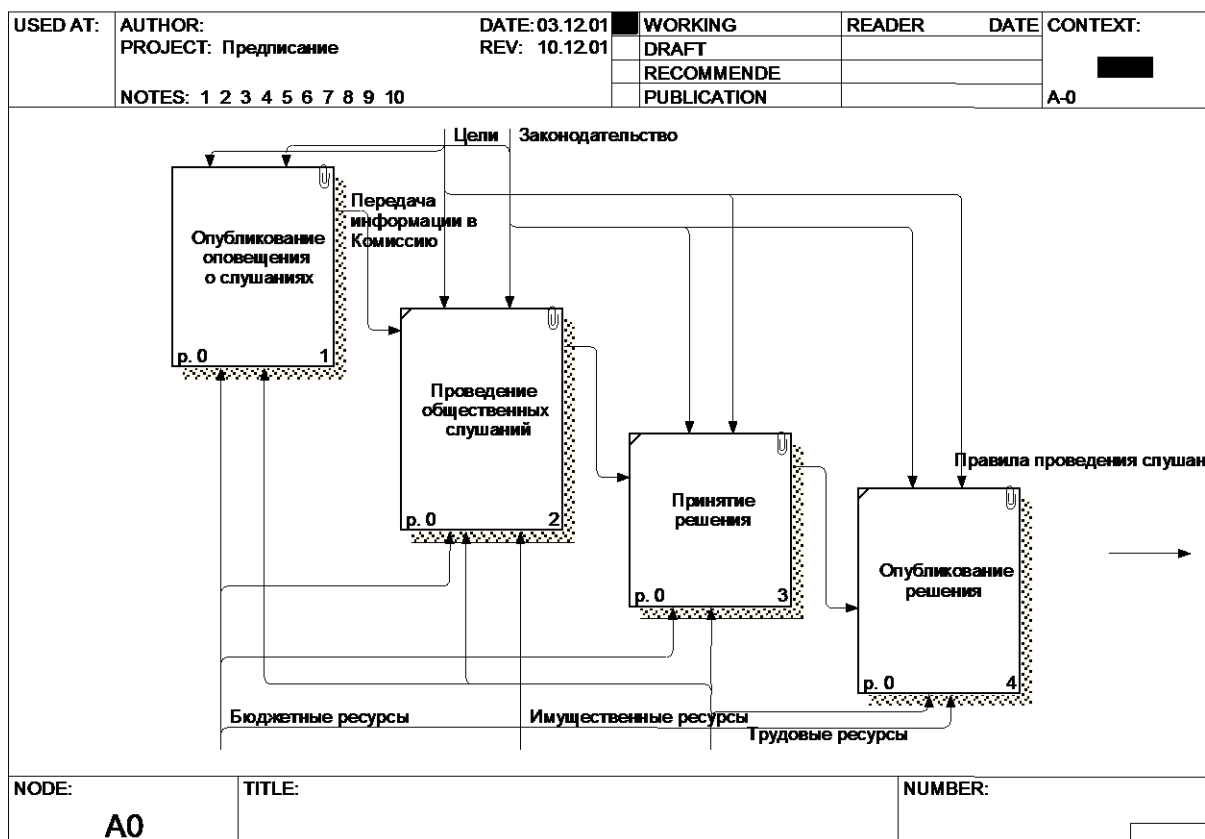 USED AT: AUTHOR: DATE: 03.12.01 WORKING READER DATE CONTEXT:
PROJECT: Предписание REV: 10.12.01 DRAFT
RECOMMENDE
NOTES: 1 2 3 4 5 6 7 8 9 10 PUBLICATION A-0
Цели Законодательство
Передача
информации в
Комиссию
Опубликование
оповещения
о слушаниях
р. 0 1
Проведение
общественных
слушаний
р. 0 2
Принятие
решения
р. 0 3
Правила проведения слушан
Опубликование
решения
р. 0 4
Бюджетные ресурсы Имущественные ресурсы
Трудовые ресурсы
NODE: TITLE: NUMBER:
A0